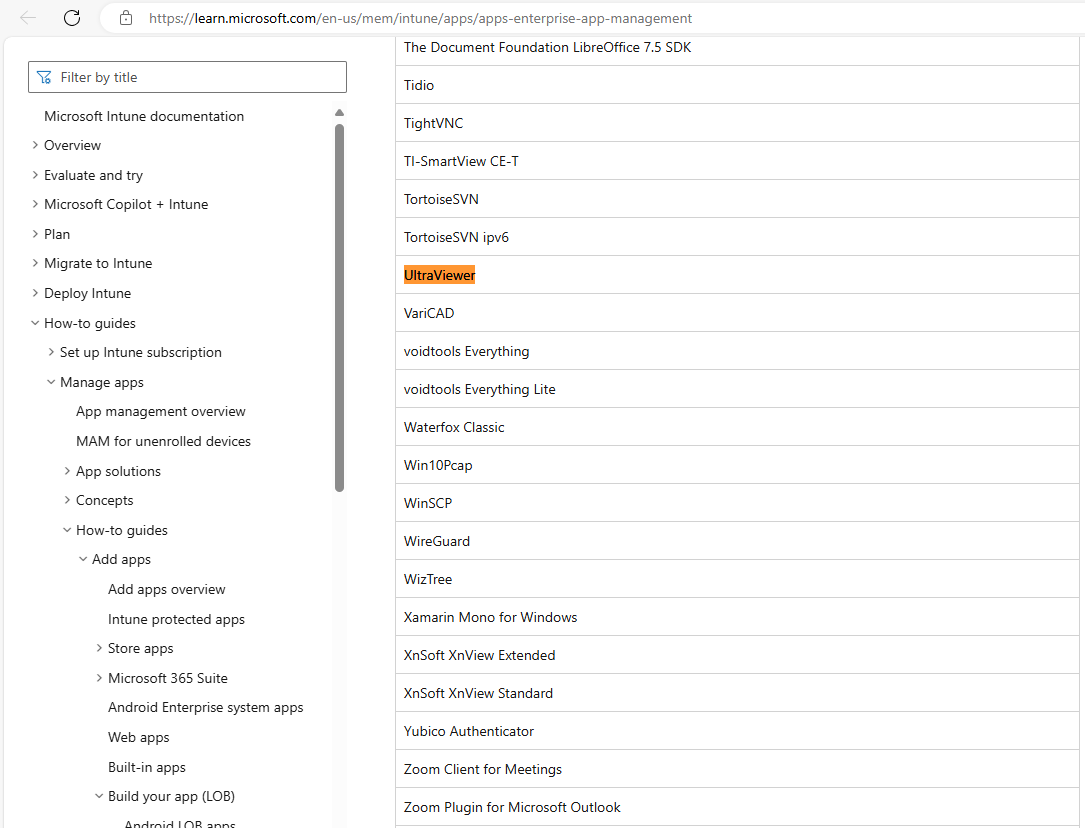 https://learn.microsoft.com/en-us/mem/intune/apps/apps-enterprise-app-management
Filter by title
Microsoft Intune documentation
Overview
Evaluate and try
Microsoft Copilot + Intune
Plan
Migrate to Intune
Deploy Intune
How-to guides
Set up Intune subscription
Manage apps
App management overview
MAM for unenrolled devices
App solutions
Concepts
How-to guides
Add apps
Add apps overview
Intune protected apps
Store apps
Microsoft 365 Suite
Android Enterprise system apps
Web apps
Built-in apps
Build your app (LOB)
Android LOB apps
The Document Foundation LibreOffice 7.5 SDK
Tidio
TightVNC
TI-SmartView CE-T
TortoiseSVN
TortoiseSVN ipv6
UltraViewer
VariCAD
voidtools Everything
voidtools Everything Lite
Waterfox Classic
Win10Pcap
WinSCP
WireGuard
WizTree
Xamarin Mono for Windows
XnSoft XnView Extended
XnSoft XnView Standard
Yubico Authenticator
Zoom Client for Meetings
Zoom Plugin for Microsoft Outlook